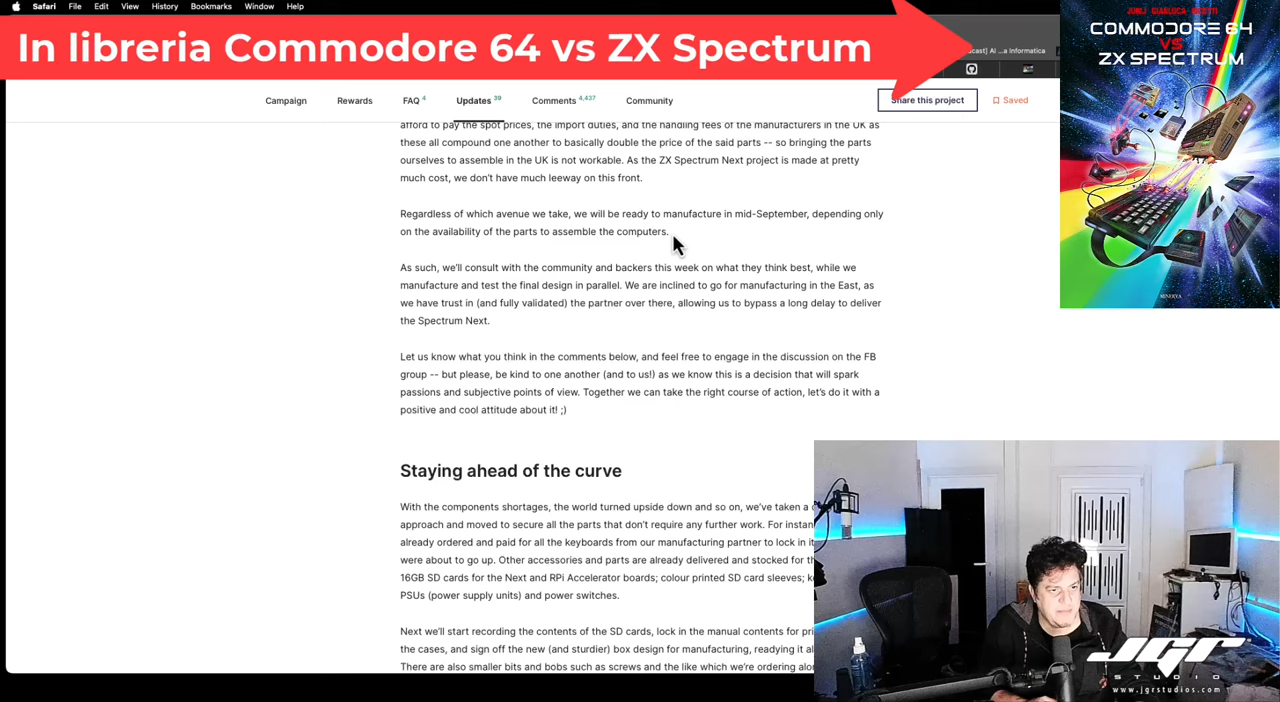 Safari File Edit View History Bookmarks Window Help
In libreria Commodore 64 vs ZX Spectrum
cast] AI ...a Informatica
COMMODORE 64
VS
ZX SPECTRUM
MINERVA
Campaign Rewards FAQ 4 Updates 39 Comments 4,437 Community
Share this project Saved
afford to pay the spot prices, the import duties, and the handling fees of the manufacturers in the UK as
these all compound one another to basically double the price of the said parts -- so bringing the parts
ourselves to assemble in the UK is not workable. As the ZX Spectrum Next project is made at pretty
much cost, we don't have much leeway on this front.
Regardless of which avenue we take, we will be ready to manufacture in mid-September, depending only
on the availability of the parts to assemble the computers.
As such, we'll consult with the community and backers this week on what they think best, while we
manufacture and test the final design in parallel. We are inclined to go for manufacturing in the East, as
we have trust in (and fully validated) the partner over there, allowing us to bypass a long delay to deliver
the Spectrum Next.
Let us know what you think in the comments below, and feel free to engage in the discussion on the FB
group -- but please, be kind to one another (and to us!) as we know this is a decision that will spark
passions and subjective points of view. Together we can take the right course of action, let's do it with a
positive and cool attitude about it! ;)
Staying ahead of the curve
With the components shortages, the world turned upside down and so on, we've taken a
approach and moved to secure all the parts that don't require any further work. For instan
already ordered and paid for all the keyboards from our manufacturing partner to lock in
were about to go up. Other accessories and parts are already delivered and stocked for
16GB SD cards for the Next and RPi Accelerator boards; colour printed SD card sleeves;
PSUs (power supply units) and power switches.
Next we'll start recording the contents of the SD cards, lock in the manual contents for
the cases, and sign off the new (and sturdier) box design for manufacturing, readying it
There are also smaller bits and bobs such as screws and the like which we're ordering
JGR
STUDIO
www.jgrstudios.com